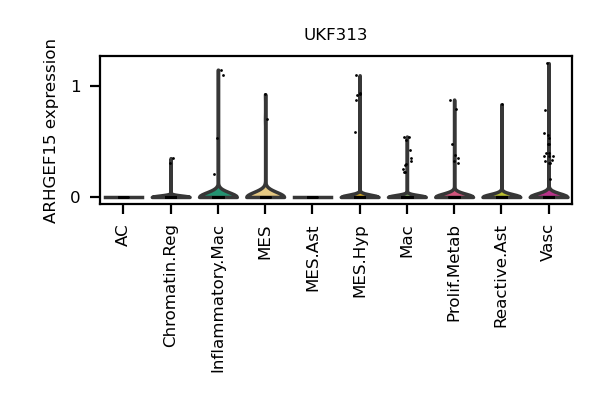 UKF313
ARHGEF15 expression
1
0
AC
Chromatin.Reg
Inflammatory.Mac
MES
MES.Ast
MES.Hyp
Mac
Prolif.Metab
Reactive.Ast
Vasc